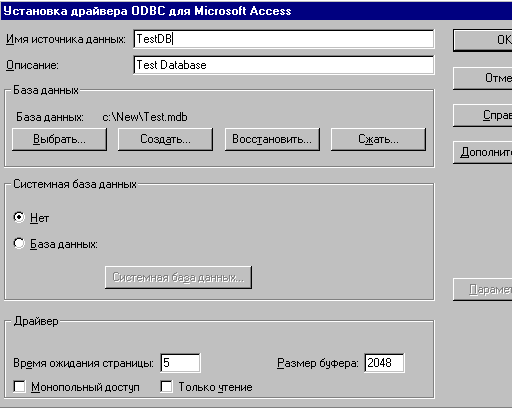 Установка драйвера ODBC для Microsoft Access
Имя источника данных: TestDB
OK
Описание: Test Database
Отме
База данных
База данных: c:\New\Test.mdb
Справ
Выбрать... Создать... Восстановить... Сжать...
Дополните
Системная база данных
Нет
База данных:
Системная база данных...
Парамет
Драйвер
Время ожидания страницы: 5 Размер буфера: 2048
Монопольный доступ Только чтение